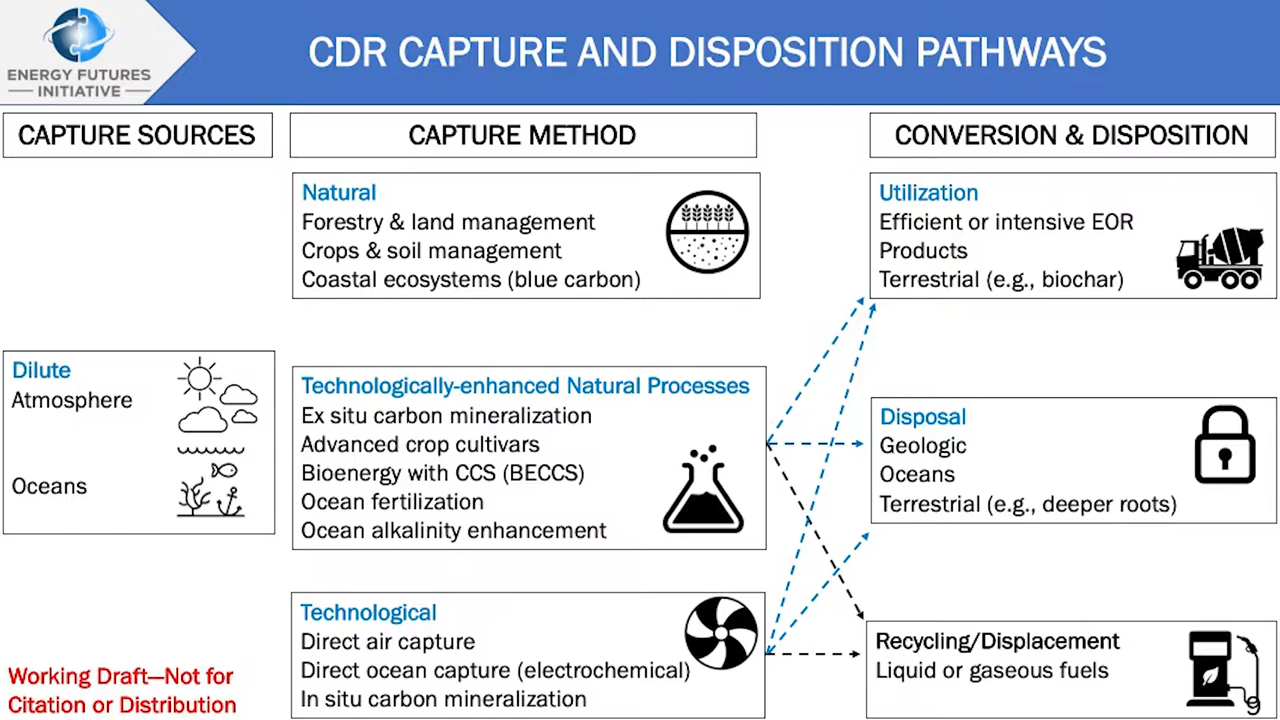 ENERGY FUTURES
INITIATIVE
CDR CAPTURE AND DISPOSITION PATHWAYS
CAPTURE SOURCES
CAPTURE METHOD
CONVERSION & DISPOSITION
Natural
Forestry & land management
Crops & soil management
Coastal ecosystems (blue carbon)
Utilization
Efficient or intensive EOR
Products
Terrestrial (e.g., biochar)
Dilute
Atmosphere
Oceans
Technologically-enhanced Natural Processes
Ex situ carbon mineralization
Advanced crop cultivars
Bioenergy with CCS (BECCS)
Ocean fertilization
Ocean alkalinity enhancement
Disposal
Geologic
Oceans
Terrestrial (e.g., deeper roots)
Technological
Direct air capture
Direct ocean capture (electrochemical)
In situ carbon mineralization
Recycling/Displacement
Liquid or gaseous fuels
Working Draft—Not for
Citation or Distribution